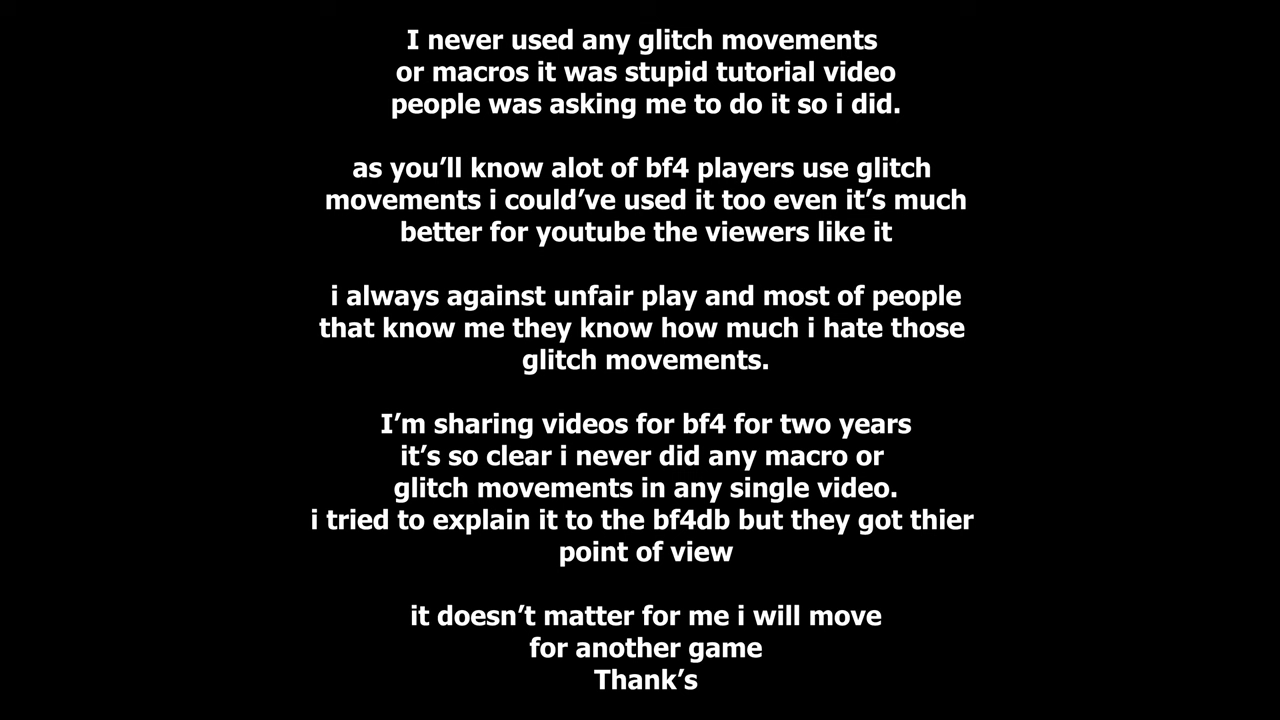 I never used any glitch movements
or macros it was stupid tutorial video
people was asking me to do it so i did.
as you’ll know alot of bf4 players use glitch
movements i could’ve used it too even it’s much
better for youtube the viewers like it
i always against unfair play and most of people
that know me they know how much i hate those
glitch movements.
I’m sharing videos for bf4 for two years
it’s so clear i never did any macro or
glitch movements in any single video.
i tried to explain it to the bf4db but they got thier
point of view
it doesn’t matter for me i will move
for another game
Thank’s